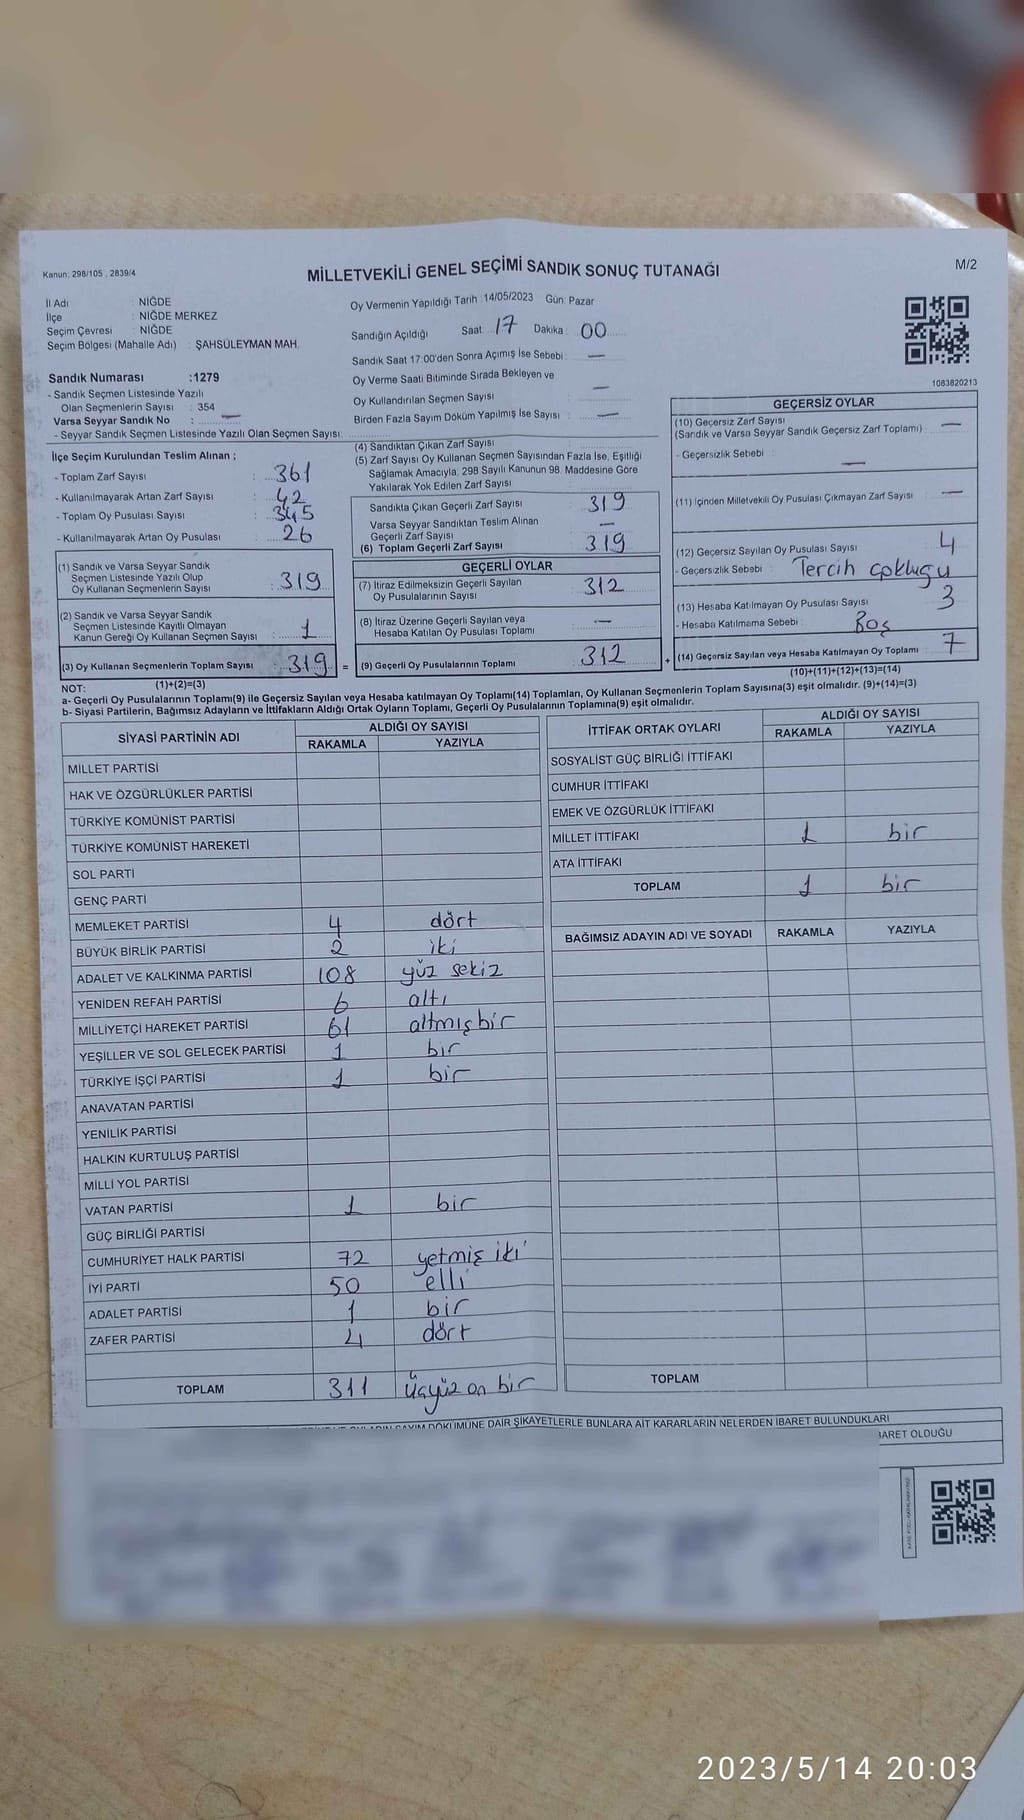 Kanun: 298/105 , 2839/4
MİLLETVEKİLİ GENEL SEÇİMİ SANDIK SONUÇ TUTANAĞI
M/2
İl Adı : NİĞDE
İlçe : NİĞDE MERKEZ
Seçim Çevresi : NİĞDE
Seçim Bölgesi (Mahalle Adı) : ŞAHSÜLEYMAN MAH.
Sandık Numarası :1279
- Sandık Seçmen Listesinde Yazılı
Olan Seçmenlerin Sayısı : 354
Varsa Seyyar Sandık No : —
- Seyyar Sandık Seçmen Listesinde Yazılı Olan Seçmen Sayısı:
Oy Vermenin Yapıldığı Tarih :14/05/2023 Gün: Pazar
Sandığın Açıldığı Saat: 17 Dakika : 00
Sandık Saat 17:00'den Sonra Açılmış İse Sebebi : —
Oy Verme Saati Bitiminde Sırada Bekleyen ve
Oy Kullandırılan Seçmen Sayısı : —
Birden Fazla Sayım Döküm Yapılmış İse Sayısı : —
1083820213
İlçe Seçim Kurulundan Teslim Alınan ;
- Toplam Zarf Sayısı : 361
- Kullanılmayarak Artan Zarf Sayısı : 42
- Toplam Oy Pusulası Sayısı : 345
- Kullanılmayarak Artan Oy Pusulası : 26
(1) Sandık ve Varsa Seyyar Sandık
Seçmen Listesinde Yazılı Olup
Oy Kullanan Seçmenlerin Sayısı : 319
(2) Sandık ve Varsa Seyyar Sandık
Seçmen Listesinde Kayıtlı Olmayan
Kanun Gereği Oy Kullanan Seçmen Sayısı : 1
(3) Oy Kullanan Seçmenlerin Toplam Sayısı : 319
(1)+(2)=(3)
(4) Sandıktan Çıkan Zarf Sayısı
(5) Zarf Sayısı Oy Kullanan Seçmen Sayısından Fazla İse, Eşitliği
Sağlamak Amacıyla; 298 Sayılı Kanunun 98. Maddesine Göre
Yakılarak Yok Edilen Zarf Sayısı :
Sandıkta Çıkan Geçerli Zarf Sayısı : 319
Varsa Seyyar Sandıktan Teslim Alınan
Geçerli Zarf Sayısı : —
(6) Toplam Geçerli Zarf Sayısı : 319
GEÇERLİ OYLAR
(7) İtiraz Edilmeksizin Geçerli Sayılan
Oy Pusulalarının Sayısı : 312
(8) İtiraz Üzerine Geçerli Sayılan veya
Hesaba Katılan Oy Pusulası Toplamı : —
= (9) Geçerli Oy Pusulalarının Toplamı : 312
GEÇERSİZ OYLAR
(10) Geçersiz Zarf Sayısı
(Sandık ve Varsa Seyyar Sandık Geçersiz Zarf Toplamı) : —
- Geçersizlik Sebebi : —
(11) İçinden Milletvekili Oy Pusulası Çıkmayan Zarf Sayısı : —
(12) Geçersiz Sayılan Oy Pusulası Sayısı : 4
- Geçersizlik Sebebi : Tercih çokluğu
(13) Hesaba Katılmayan Oy Pusulası Sayısı : 3
- Hesaba Katılmama Sebebi : Boş
+ (14) Geçersiz Sayılan veya Hesaba Katılmayan Oy Toplamı : 7
(10)+(11)+(12)+(13)=(14)
NOT:
a- Geçerli Oy Pusulalarının Toplamı(9) ile Geçersiz Sayılan veya Hesaba katılmayan Oy Toplamı(14) Toplamları, Oy Kullanan Seçmenlerin Toplam Sayısına(3) eşit olmalıdır. (9)+(14)=(3)
b- Siyasi Partilerin, Bağımsız Adayların ve İttifakların Aldığı Ortak Oyların Toplamı, Geçerli Oy Pusulalarının Toplamına(9) eşit olmalıdır.
SİYASİ PARTİNİN ADI ALDIĞI OY SAYISI
RAKAMLA YAZIYLA
MİLLET PARTİSİ
HAK VE ÖZGÜRLÜKLER PARTİSİ
TÜRKİYE KOMÜNİST PARTİSİ
TÜRKİYE KOMÜNİST HAREKETİ
SOL PARTİ
GENÇ PARTİ
MEMLEKET PARTİSİ 4 dört
BÜYÜK BİRLİK PARTİSİ 2 iki
ADALET VE KALKINMA PARTİSİ 108 yüz sekiz
YENİDEN REFAH PARTİSİ 6 altı
MİLLİYETÇİ HAREKET PARTİSİ 61 altmış bir
YEŞİLLER VE SOL GELECEK PARTİSİ 1 bir
TÜRKİYE İŞÇİ PARTİSİ 1 bir
ANAVATAN PARTİSİ
YENİLİK PARTİSİ
HALKIN KURTULUŞ PARTİSİ
MİLLİ YOL PARTİSİ
VATAN PARTİSİ 1 bir
GÜÇ BİRLİĞİ PARTİSİ
CUMHURİYET HALK PARTİSİ 72 yetmiş iki
İYİ PARTİ 50 elli
ADALET PARTİSİ 1 bir
ZAFER PARTİSİ 4 dört
TOPLAM 311 üçyüz on bir
İTTİFAK ORTAK OYLARI ALDIĞI OY SAYISI
RAKAMLA YAZIYLA
SOSYALİST GÜÇ BİRLİĞİ İTTİFAKI
CUMHUR İTTİFAKI
EMEK VE ÖZGÜRLÜK İTTİFAKI
MİLLET İTTİFAKI 1 bir
ATA İTTİFAKI
TOPLAM 1 bir
BAĞIMSIZ ADAYIN ADI VE SOYADI RAKAMLA YAZIYLA
TOPLAM
DÖKÜMÜNE DAİR ŞİKAYETLERLE BUNLARA AİT KARARLARIN NELERDEN İBARET BULUNDUKLARI
İBARET OLDUĞU
2023/5/14 20:03